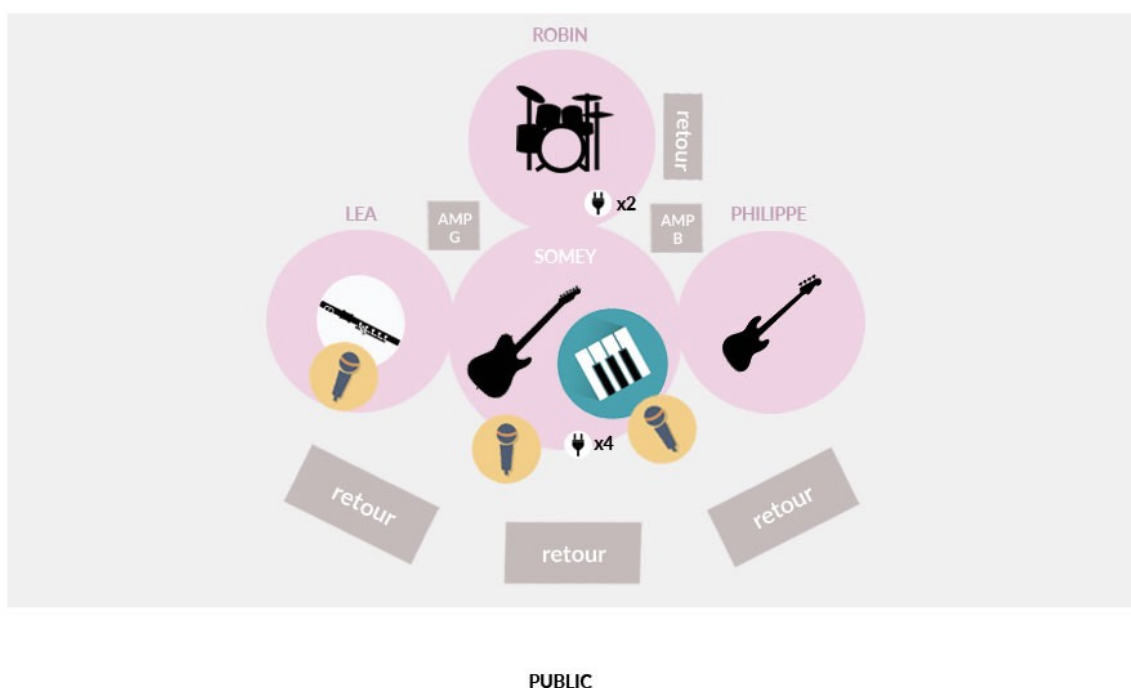 ROBIN
retour
x2
LEA
AMP
G
AMP
B
PHILIPPE
SOMEY
x4
retour
retour
retour
PUBLIC